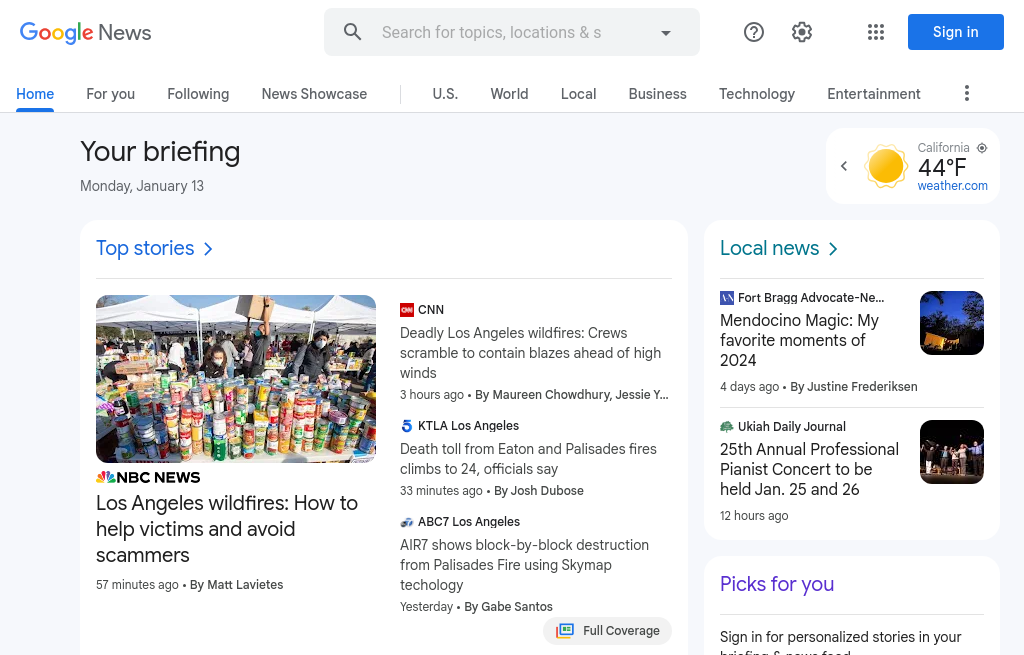 Google News
Search for topics, locations & s
Sign in
Home
For you
Following
News Showcase
U.S.
World
Local
Business
Technology
Entertainment
Your briefing
Monday, January 13
California
44°F
weather.com
Top stories
NBC NEWS
Los Angeles wildfires: How to
help victims and avoid
scammers
57 minutes ago • By Matt Lavietes
CNN
Deadly Los Angeles wildfires: Crews
scramble to contain blazes ahead of high
winds
3 hours ago • By Maureen Chowdhury, Jessie Y...
KTLA Los Angeles
Death toll from Eaton and Palisades fires
climbs to 24, officials say
33 minutes ago • By Josh Dubose
ABC7 Los Angeles
AIR7 shows block-by-block destruction
from Palisades Fire using Skymap
techology
Yesterday • By Gabe Santos
Full Coverage
Local news
Fort Bragg Advocate-Ne...
Mendocino Magic: My
favorite moments of
2024
4 days ago • By Justine Frederiksen
Ukiah Daily Journal
25th Annual Professional
Pianist Concert to be
held Jan. 25 and 26
12 hours ago
Picks for you
Sign in for personalized stories in your
briefing & news feed